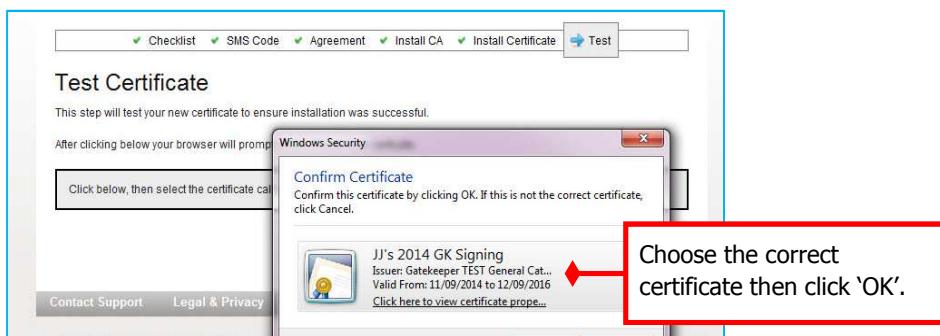 Checklist SMS Code Agreement Install CA Install Certificate Test
Test Certificate
This step will test your new certificate to ensure installation was successful.
After clicking below your browser will promp
Click below, then select the certificate cal
Contact Support Legal & Privacy
Windows Security
Confirm Certificate
Confirm this certificate by clicking OK. If this is not the correct certificate,
click Cancel.
JJ's 2014 GK Signing
Issuer: Gatekeeper TEST General Cat...
Valid From: 11/09/2014 to 12/09/2016
Click here to view certificate prope...
Choose the correct
certificate then click ‘OK’.